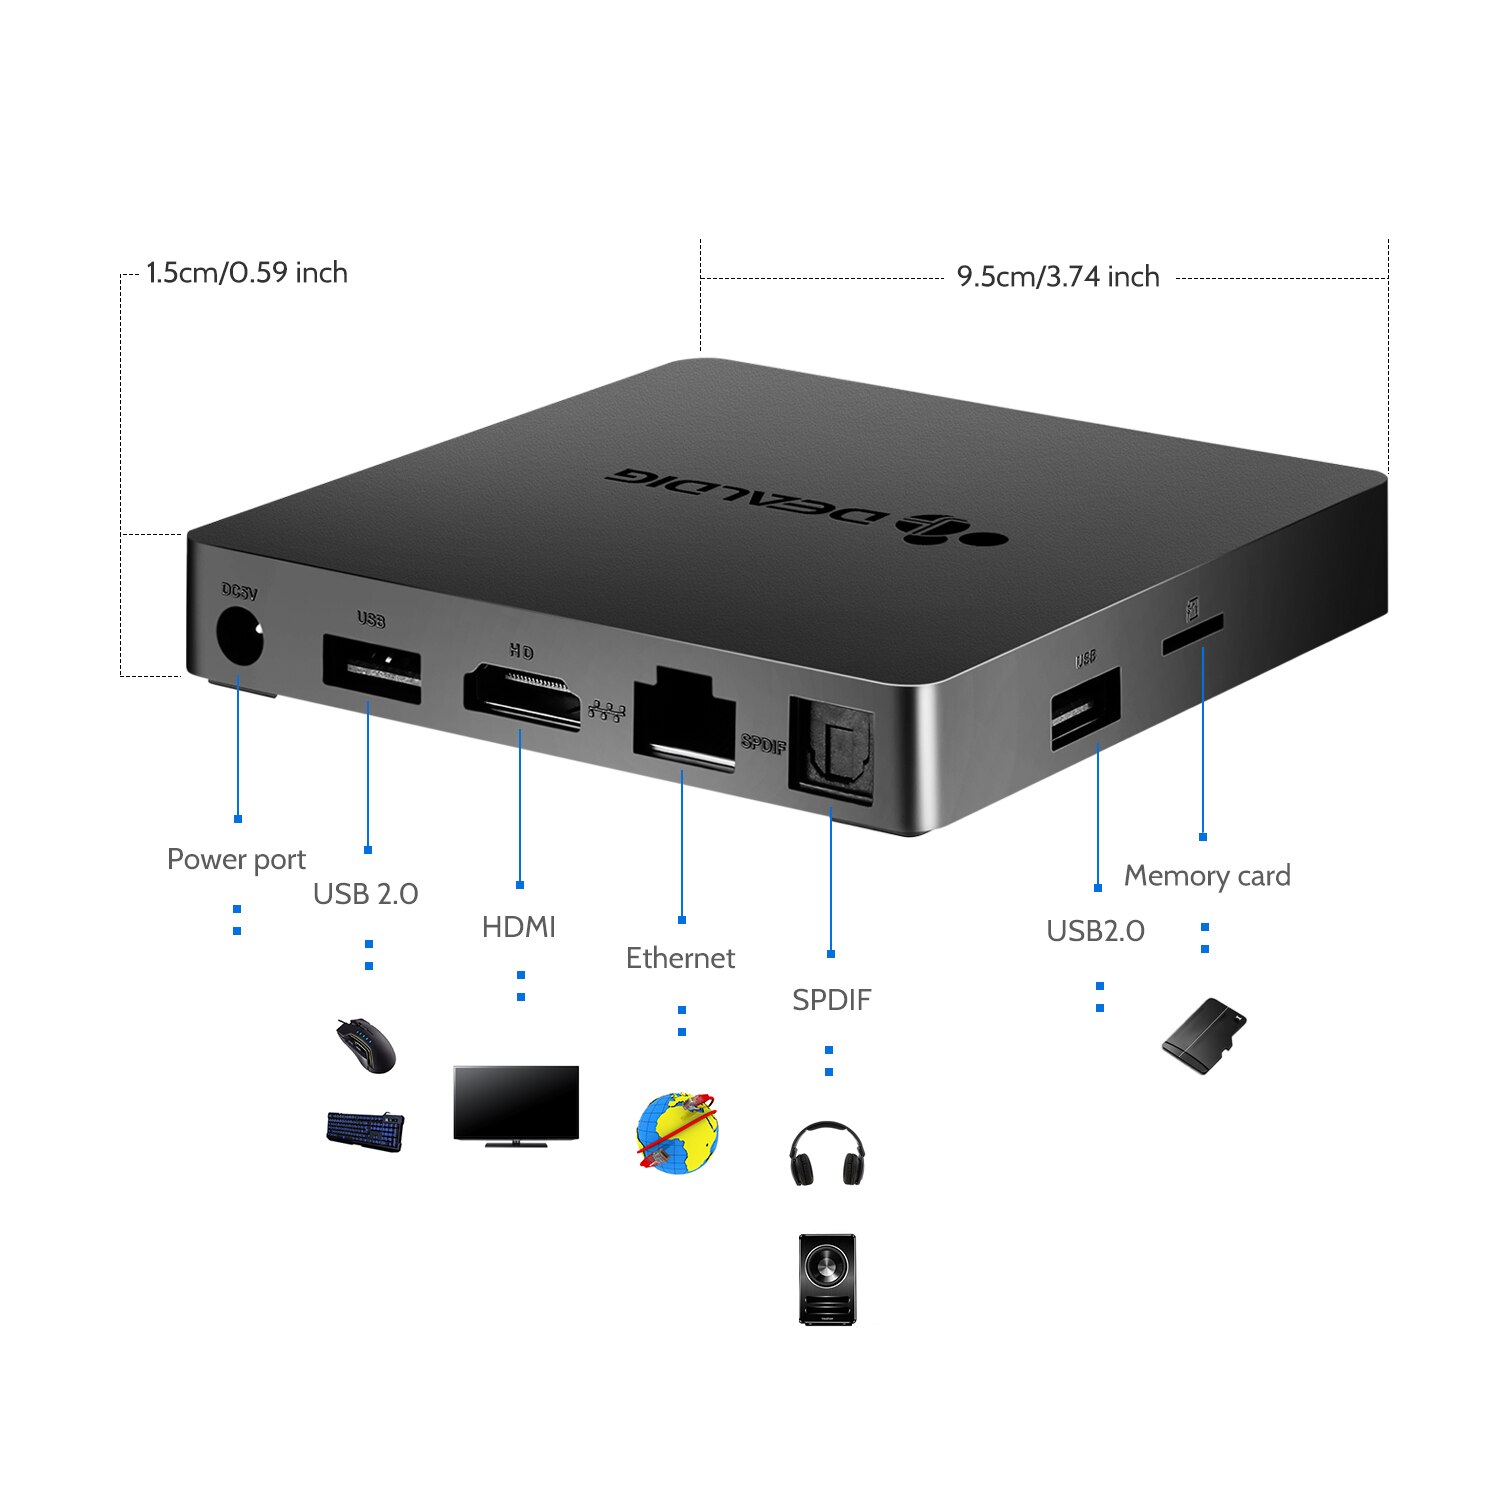 1.5cm/0.59 inch
9.5cm/3.74 inch
DEALDIG
DC5V
USB
HD
SPDIF
USB
Power port
USB 2.0
HDMI
Ethernet
SPDIF
USB2.0
Memory card